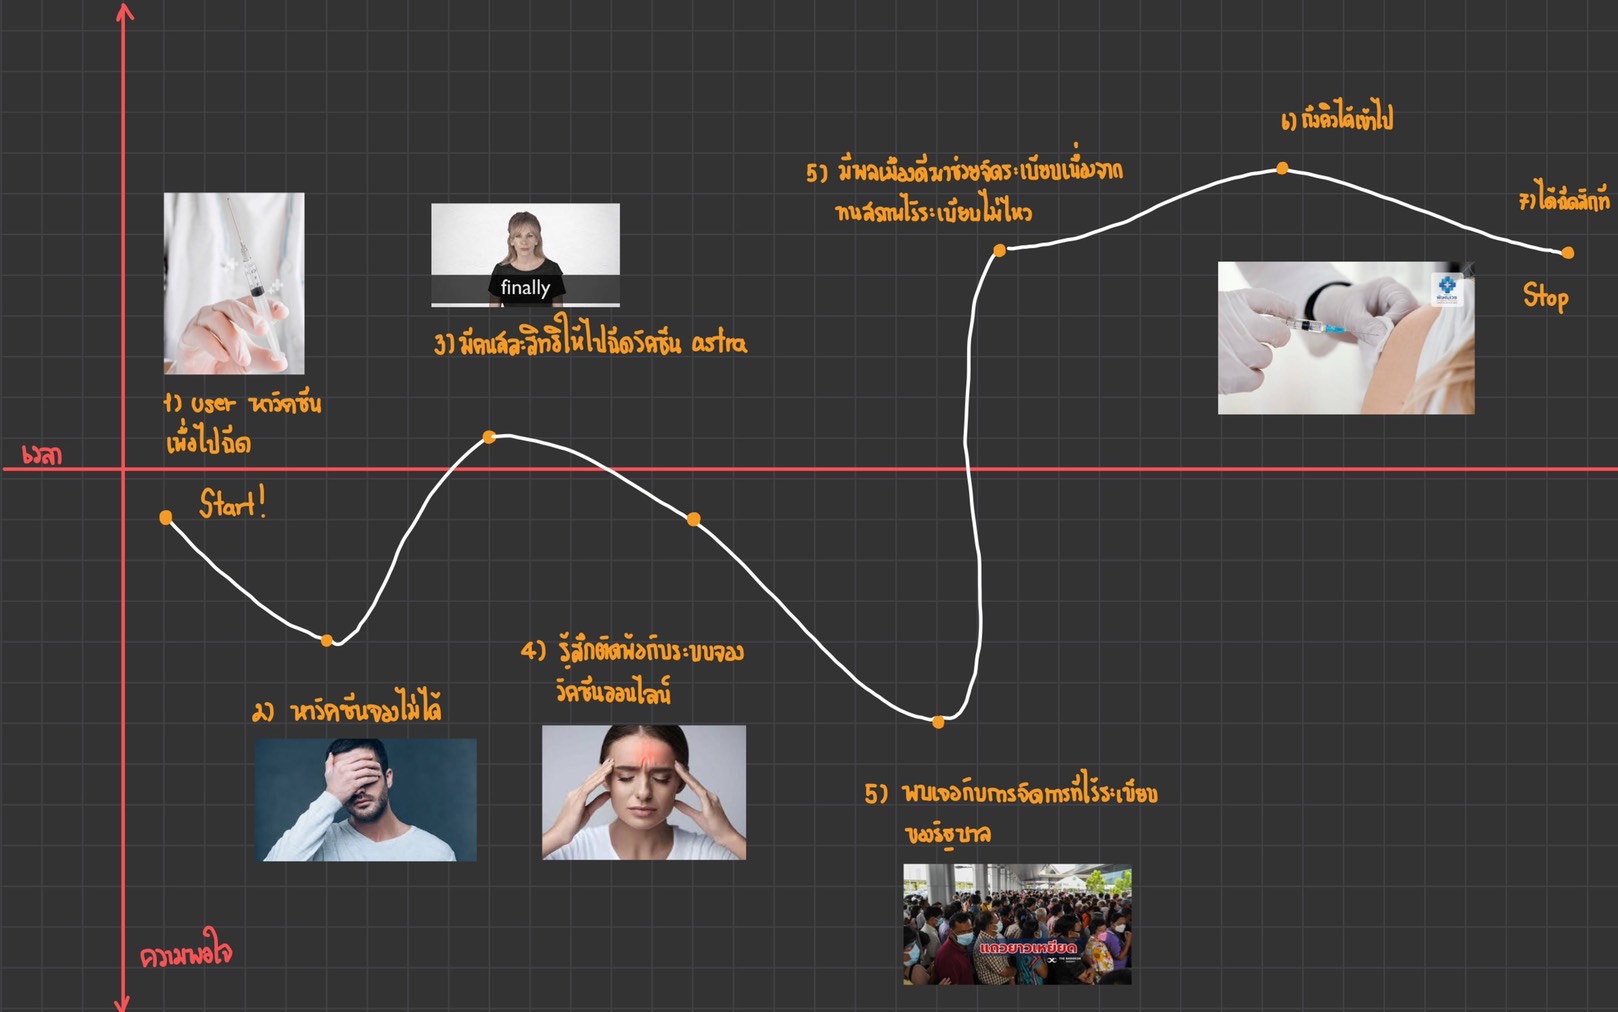 1) user หาวัคซีน
เพื่อไปฉีด
เวลา
Start!
2) หาวัคซีนจองไม่ได้
finally
3) มีคนสละสิทธิ์ให้ไปฉีดวัคซีน astra
4) รู้สึกติดพ้อกับระบบจอง
วัคซีนออนไลน์
5) พบเจอกับการจัดการที่ไร้ระเบียบ
ของรัฐบาล
แถวยาวเหยียด
5) มีพลเมืองดีมาช่วยจัดระเบียบเนื่องจาก
ทนสภาพไร้ระเบียบไม่ไหว
6) ถึงคิวได้เข้าไป
7) ได้ฉีดสักที
Stop
ความพอใจ